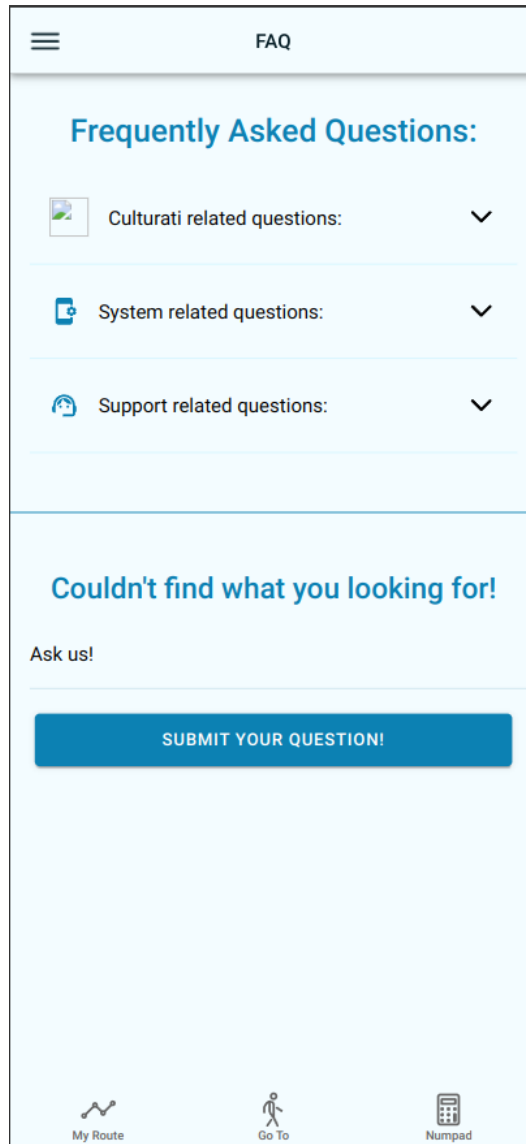 FAQ
Frequently Asked Questions:
Culturati related questions:
System related questions:
Support related questions:
Couldn't find what you looking for!
Ask us!
SUBMIT YOUR QUESTION!
My Route
Go To
Numpad